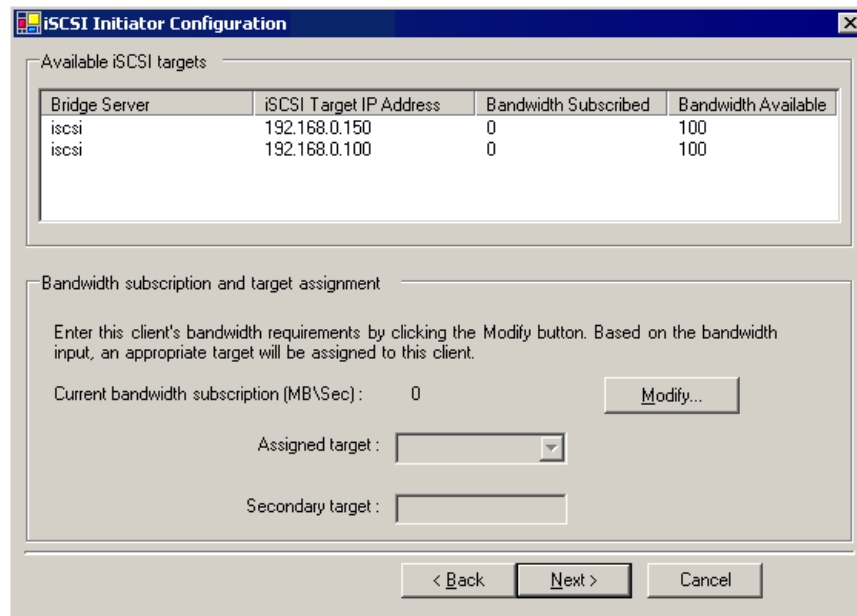 iSCSI Initiator Configuration
Available iSCSI targets
Bridge Server iSCSI Target IP Address Bandwidth Subscribed Bandwidth Available
iscsi 192.168.0.150 0 100
iscsi 192.168.0.100 0 100
Bandwidth subscription and target assignment
Enter this client's bandwidth requirements by clicking the Modify button. Based on the bandwidth
input, an appropriate target will be assigned to this client.
Current bandwidth subscription (MB\Sec) : 0 Modify...
Assigned target :
Secondary target :
< Back Next > Cancel